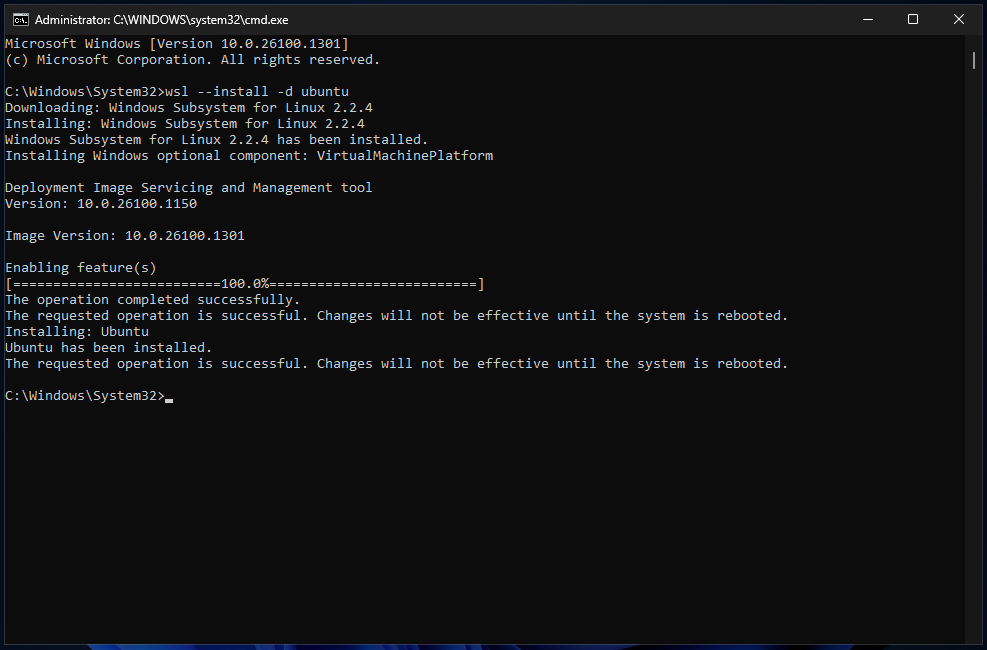 Administrator: C:\WINDOWS\system32\cmd.exe
Microsoft Windows [Version 10.0.26100.1301]
(c) Microsoft Corporation. All rights reserved.
C:\Windows\System32>wsl --install -d ubuntu
Downloading: Windows Subsystem for Linux 2.2.4
Installing: Windows Subsystem for Linux 2.2.4
Windows Subsystem for Linux 2.2.4 has been installed.
Installing Windows optional component: VirtualMachinePlatform
Deployment Image Servicing and Management tool
Version: 10.0.26100.1150
Image Version: 10.0.26100.1301
Enabling feature(s)
[==========================100.0%==========================]
The operation completed successfully.
The requested operation is successful. Changes will not be effective until the system is rebooted.
Installing: Ubuntu
Ubuntu has been installed.
The requested operation is successful. Changes will not be effective until the system is rebooted.
C:\Windows\System32>